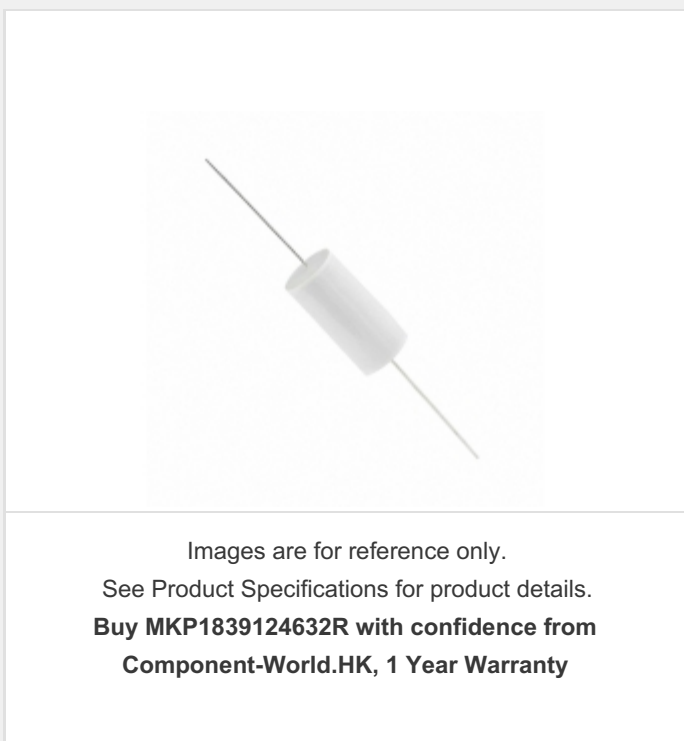 Images are for reference only.
See Product Specifications for product details.
Buy MKP1839124632R with confidence from
Component-World.HK, 1 Year Warranty